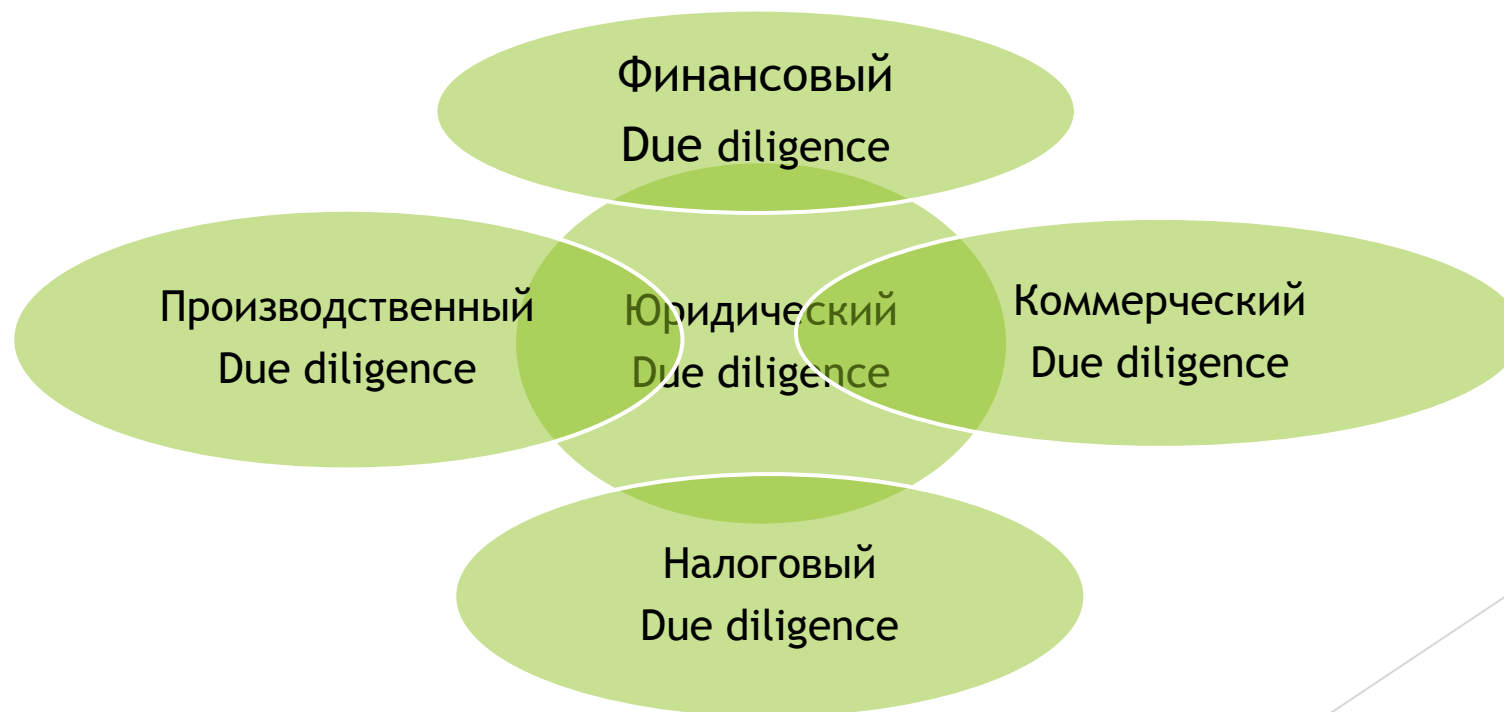 Финансовый
Due diligence
Производственный
Due diligence
Юридический
Due diligence
Коммерческий
Due diligence
Налоговый
Due diligence